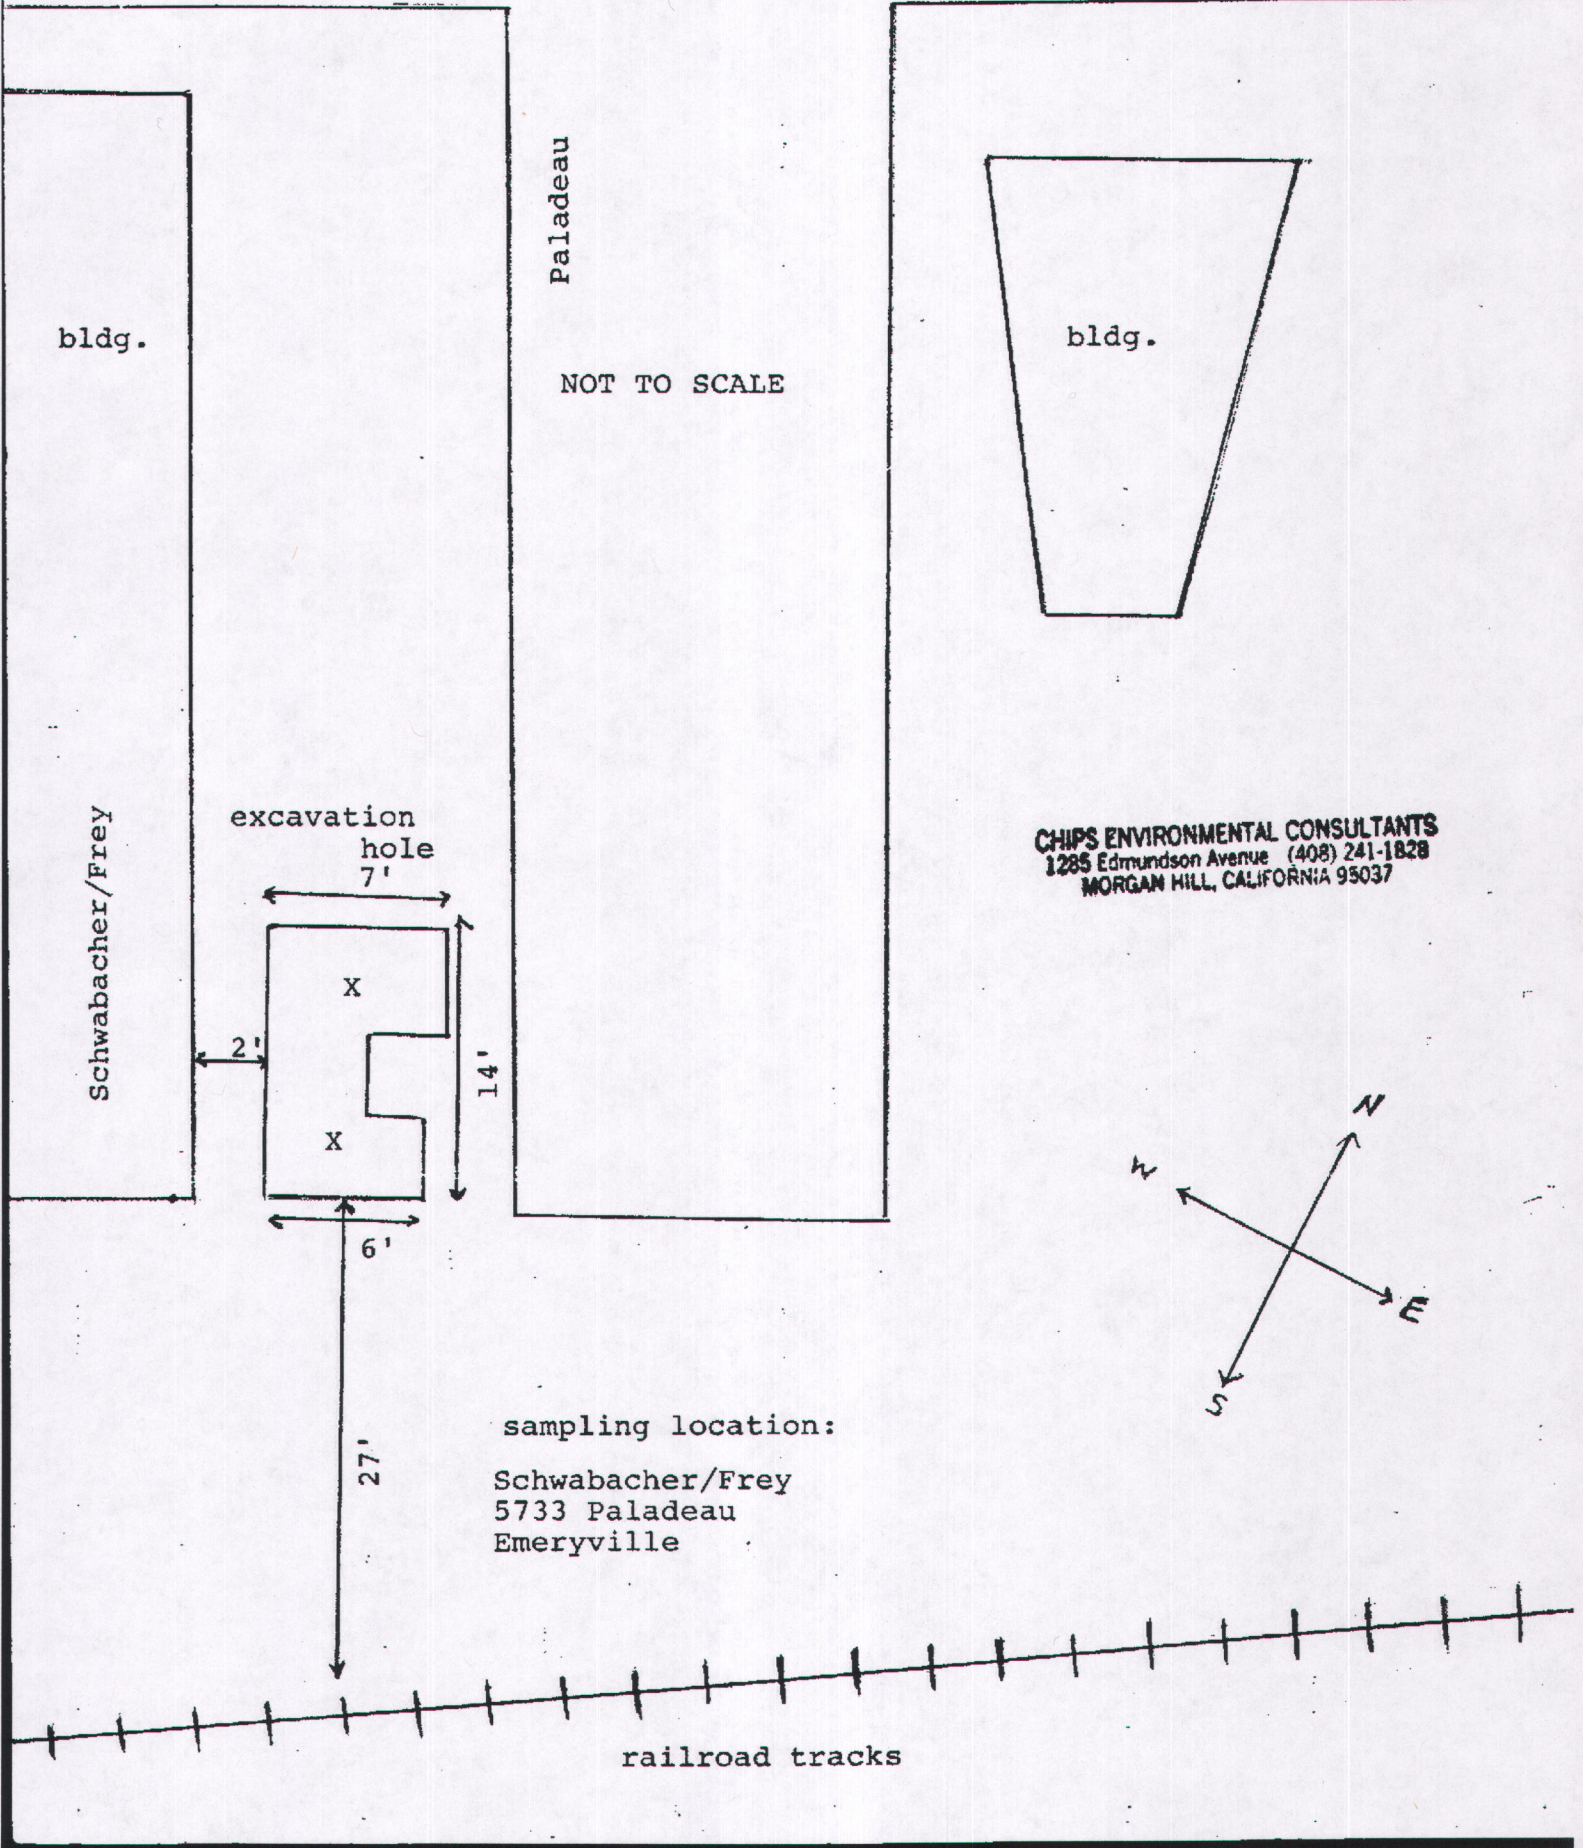 Paladeau
bldg.
bldg.
NOT TO SCALE
Schwabacher/Frey
excavation
hole
7'
X
2'
14'
X
6'
27'
CHIPS ENVIRONMENTAL CONSULTANTS
1285 Edmundson Avenue (408) 241-1828
MORGAN HILL, CALIFORNIA 95037
N
W
E
S
sampling location:
Schwabacher/Frey
5733 Paladeau
Emeryville
railroad tracks